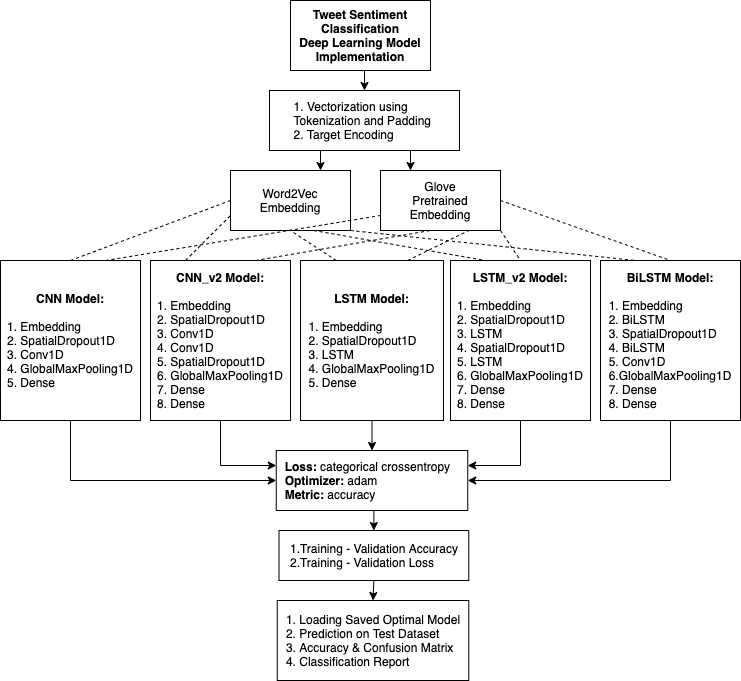 Tweet Sentiment
Classification
Deep Learning Model
Implementation
1. Vectorization using
Tokenization and Padding
2. Target Encoding
Word2Vec
Embedding
Glove
Pretrained
Embedding
CNN Model:
1. Embedding
2. SpatialDropout1D
3. Conv1D
4. GlobalMaxPooling1D
5. Dense
CNN_v2 Model:
1. Embedding
2. SpatialDropout1D
3. Conv1D
4. Conv1D
5. SpatialDropout1D
6. GlobalMaxPooling1D
7. Dense
8. Dense
LSTM Model:
1. Embedding
2. SpatialDropout1D
3. LSTM
4. GlobalMaxPooling1D
5. Dense
LSTM_v2 Model:
1. Embedding
2. SpatialDropout1D
3. LSTM
4. SpatialDropout1D
5. LSTM
6. GlobalMaxPooling1D
7. Dense
8. Dense
BiLSTM Model:
1. Embedding
2. BiLSTM
3. SpatialDropout1D
4. BiLSTM
5. Conv1D
6.GlobalMaxPooling1D
7. Dense
8. Dense
Loss: categorical crossentropy
Optimizer: adam
Metric: accuracy
1.Training - Validation Accuracy
2.Training - Validation Loss
1. Loading Saved Optimal Model
2. Prediction on Test Dataset
3. Accuracy & Confusion Matrix
4. Classification Report